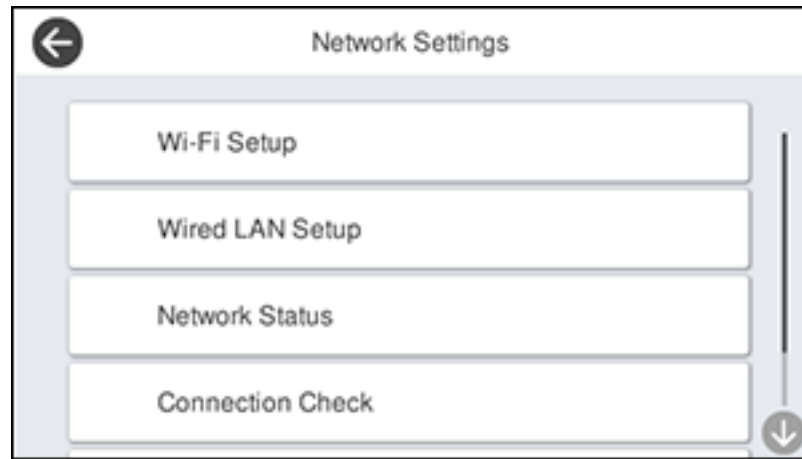 Network Settings
Wi-Fi Setup
Wired LAN Setup
Network Status
Connection Check